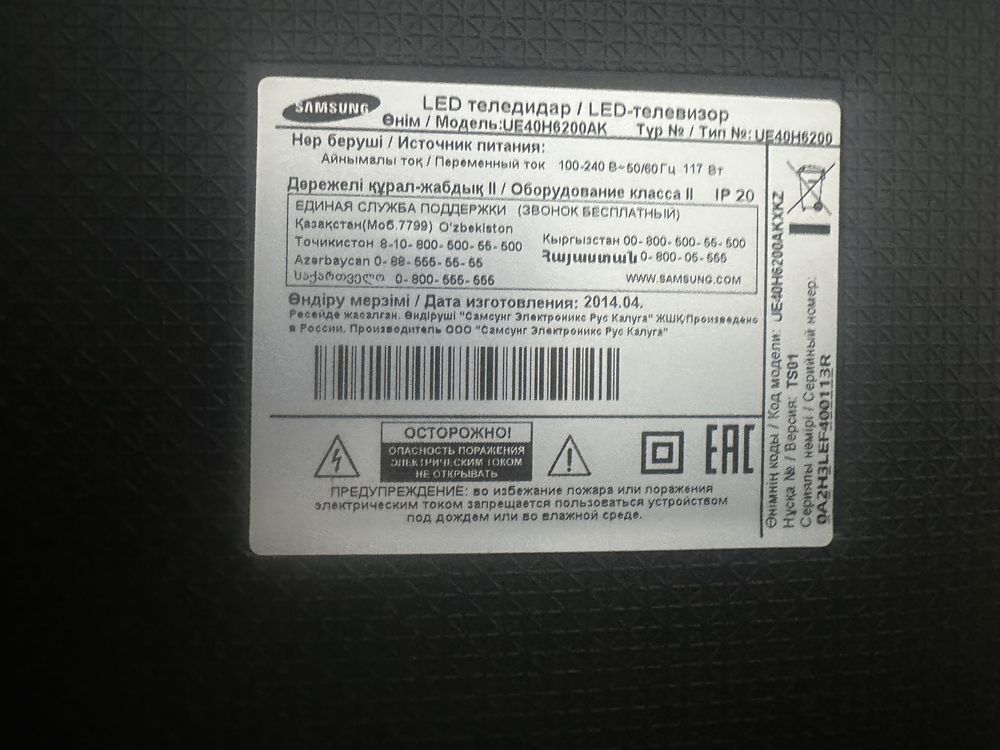 SAMSUNG
LED теледидар / LED-телевизор
Өнім / Модель:UE40H6200AK Түр № / Тип №: UE40H6200
Нәр беруші / Источник питания:
Айнымалы тоқ / Переменный ток 100-240 В~50/60Гц 117 Вт
Дәрежелі құрал-жабдық II / Оборудование класса II IP 20
ЕДИНАЯ СЛУЖБА ПОДДЕРЖКИ (ЗВОНОК БЕСПЛАТНЫЙ)
Қазақстан(Моб.7799) O'zbekiston
Точикистон 8-10-800-500-55-500
Кыргызстан 00-800-500-55-500
Azərbaycan 0-88-555-55-55
Հայաստան 0-800-05-555
საქართველო 0-800-555-555
WWW.SAMSUNG.COM
Өндіру мерзімі / Дата изготовления: 2014.04.
Ресейде жасалған. Өндіруші "Самсунг Электроникс Рус Калуга" ЖШҚ/Произведено
в России. Производитель ООО "Самсунг Электроникс Рус Калуга"
ОСТОРОЖНО!
ОПАСНОСТЬ ПОРАЖЕНИЯ
ЭЛЕКТРИЧЕСКИМ ТОКОМ
НЕ ОТКРЫВАТЬ
EAC
ПРЕДУПРЕЖДЕНИЕ: во избежание пожара или поражения
электрическим током запрещается пользоваться устройством
под дождем или во влажной среде.
Өнімнің коды / Код модели: UE40H6200AKXKZ
Нұсқа № / Версия: TS01
Сериялы нөмірі / Серийный номер:
0A2H3LEF400113R